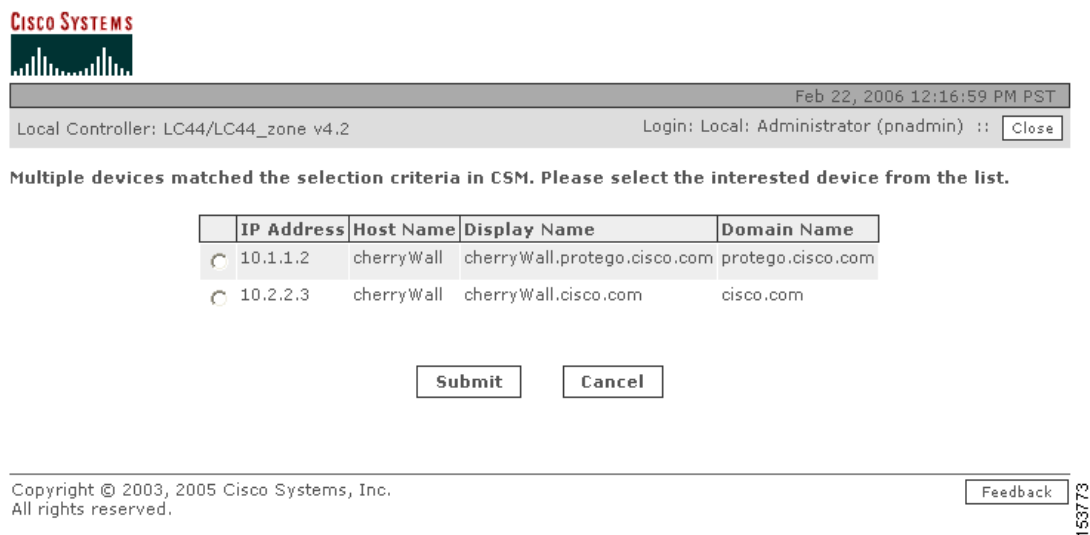 CISCO SYSTEMS
Feb 22, 2006 12:16:59 PM PST
Local Controller: LC44/LC44_zone v4.2 Login: Local: Administrator (pnadmin) :: Close
Multiple devices matched the selection criteria in CSM. Please select the interested device from the list.
IP Address Host Name Display Name Domain Name
10.1.1.2 cherryWall cherryWall.protego.cisco.com protego.cisco.com
10.2.2.3 cherryWall cherryWall.cisco.com cisco.com
Submit Cancel
Copyright © 2003, 2005 Cisco Systems, Inc.
All rights reserved.
Feedback
153773